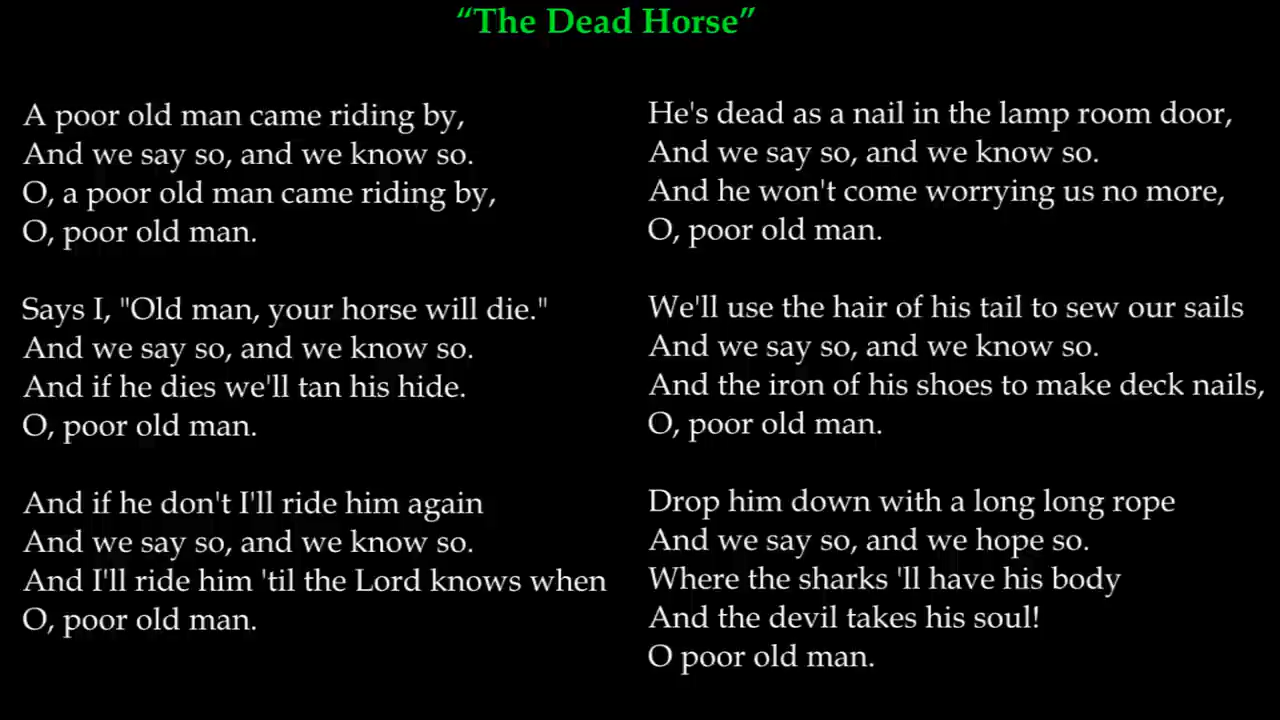 “The Dead Horse”
A poor old man came riding by,
And we say so, and we know so.
O, a poor old man came riding by,
O, poor old man.
Says I, "Old man, your horse will die."
And we say so, and we know so.
And if he dies we'll tan his hide.
O, poor old man.
And if he don't I'll ride him again
And we say so, and we know so.
And I'll ride him 'til the Lord knows when
O, poor old man.
He's dead as a nail in the lamp room door,
And we say so, and we know so.
And he won't come worrying us no more,
O, poor old man.
We'll use the hair of his tail to sew our sails
And we say so, and we know so.
And the iron of his shoes to make deck nails,
O, poor old man.
Drop him down with a long long rope
And we say so, and we hope so.
Where the sharks 'll have his body
And the devil takes his soul!
O poor old man.